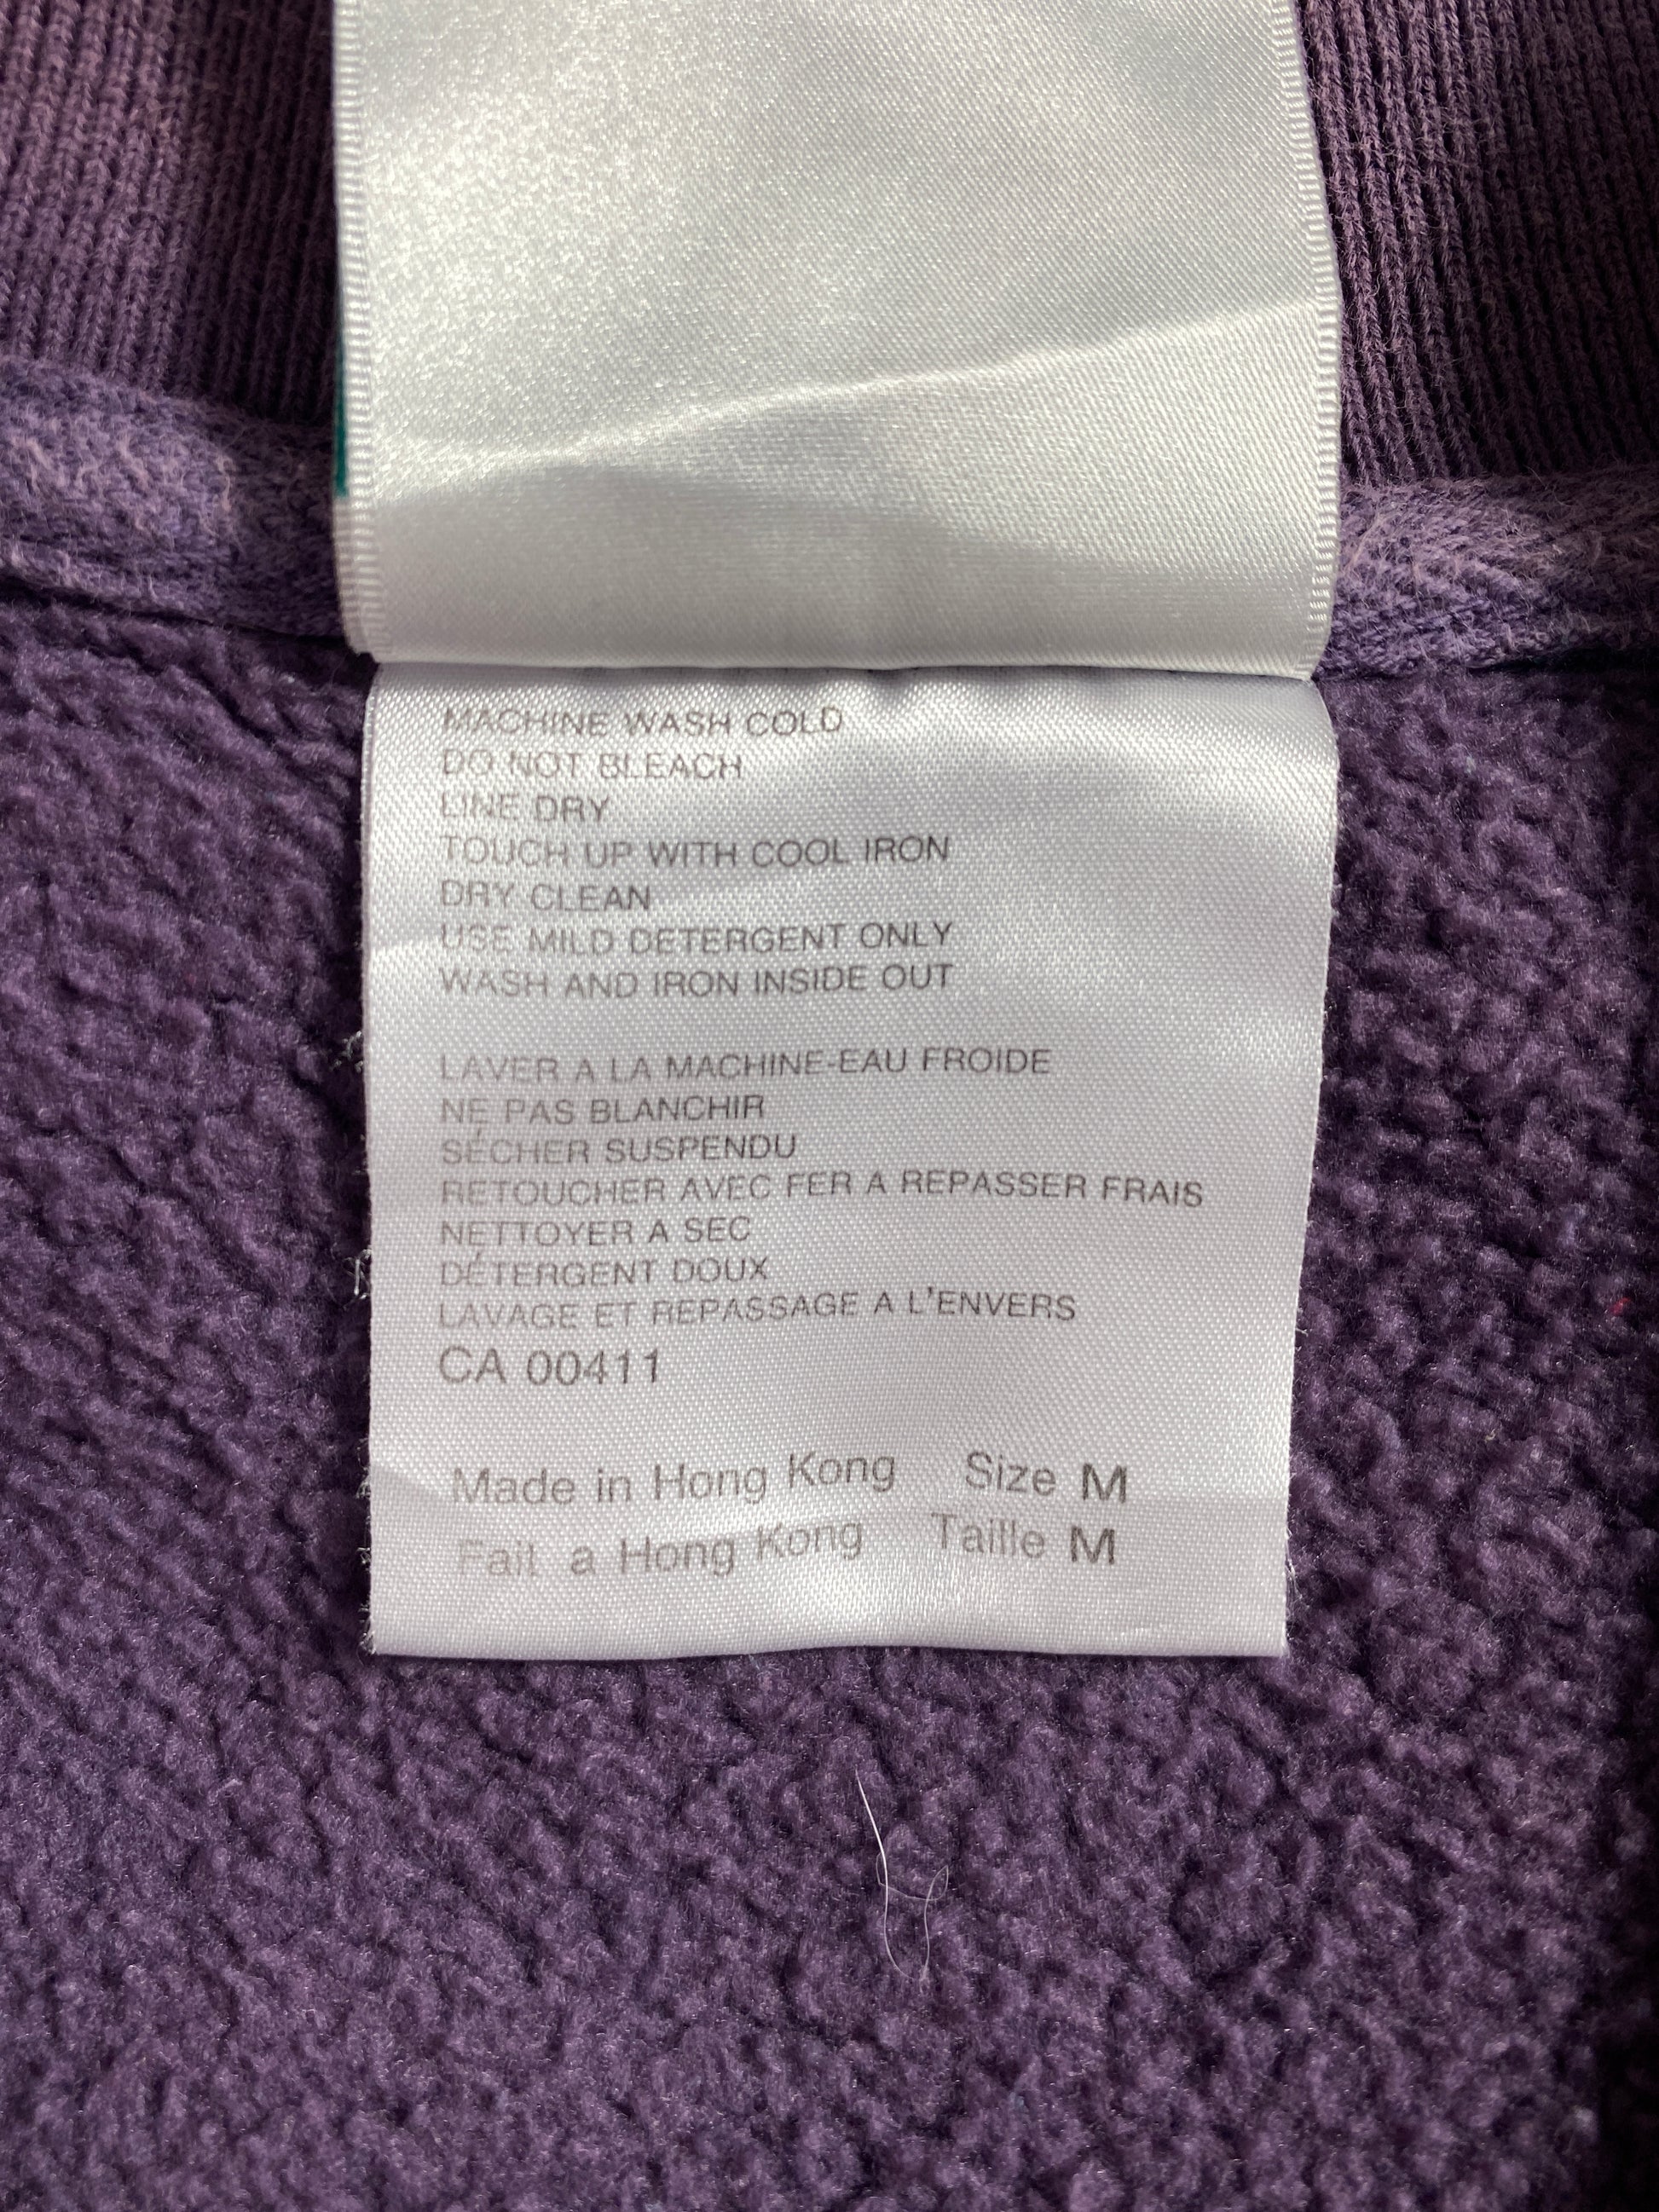 MACHINE WASH COLD
DO NOT BLEACH
LINE DRY
TOUCH UP WITH COOL IRON
DRY CLEAN
USE MILD DETERGENT ONLY
WASH AND IRON INSIDE OUT
LAVER A LA MACHINE-EAU FROIDE
NE PAS BLANCHIR
SÉCHER SUSPENDU
RETOUCHER AVEC FER A REPASSER FRAIS
NETTOYER A SEC
DÉTERGENT DOUX
LAVAGE ET REPASSAGE A L'ENVERS
CA 00411
Made in Hong Kong Size M
Fait a Hong Kong Taille M